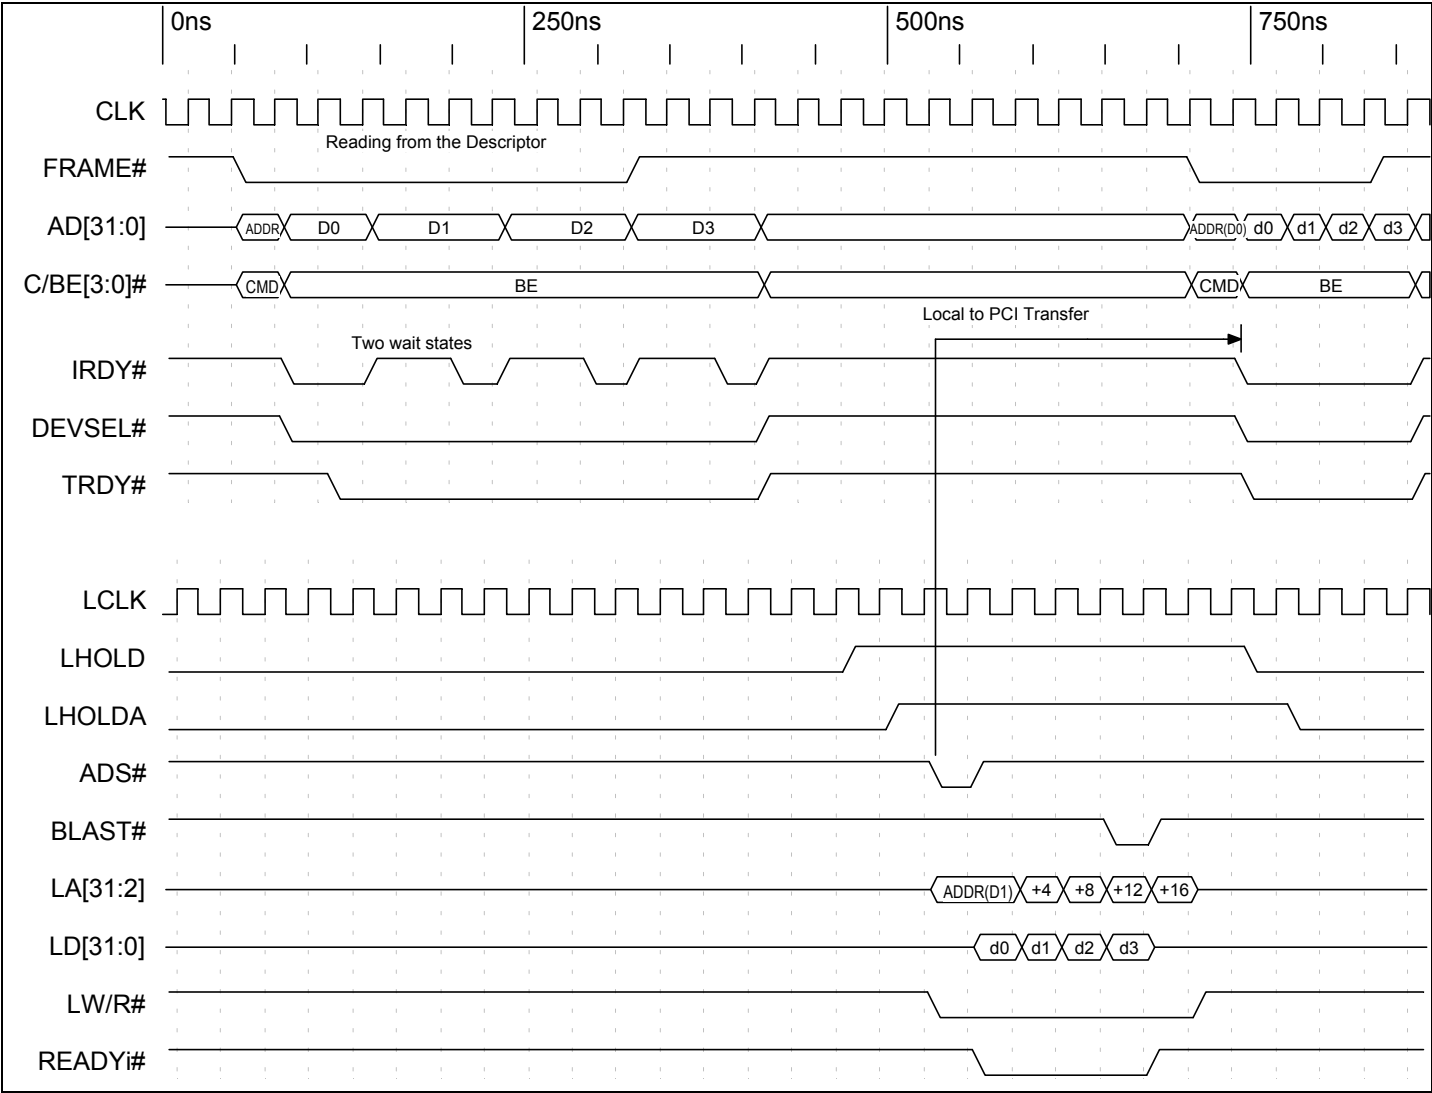 0ns 250ns 500ns 750ns
CLK
Reading from the Descriptor
FRAME#
AD[31:0] ADDR D0 D1 D2 D3 ADDR(D0) d0 d1 d2 d3
C/BE[3:0]# CMD BE CMD BE
Local to PCI Transfer
Two wait states
IRDY#
DEVSEL#
TRDY#
LCLK
LHOLD
LHOLDA
ADS#
BLAST#
LA[31:2] ADDR(D1) +4 +8 +12 +16
LD[31:0] d0 d1 d2 d3
LW/R#
READYi#